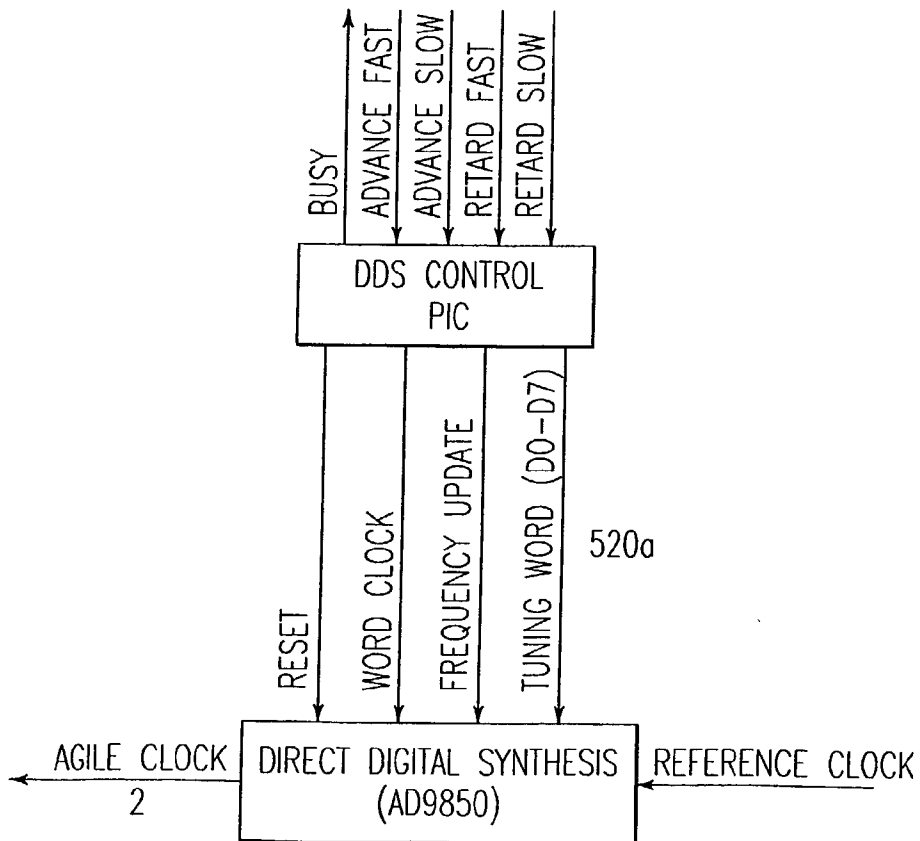 BUSY
ADVANCE FAST
ADVANCE SLOW
RETARD FAST
RETARD SLOW
DDS CONTROL
PIC
RESET
WORD CLOCK
FREQUENCY UPDATE
TUNING WORD (D0-D7)
520a
AGILE CLOCK
2
DIRECT DIGITAL SYNTHESIS
(AD9850)
REFERENCE CLOCK